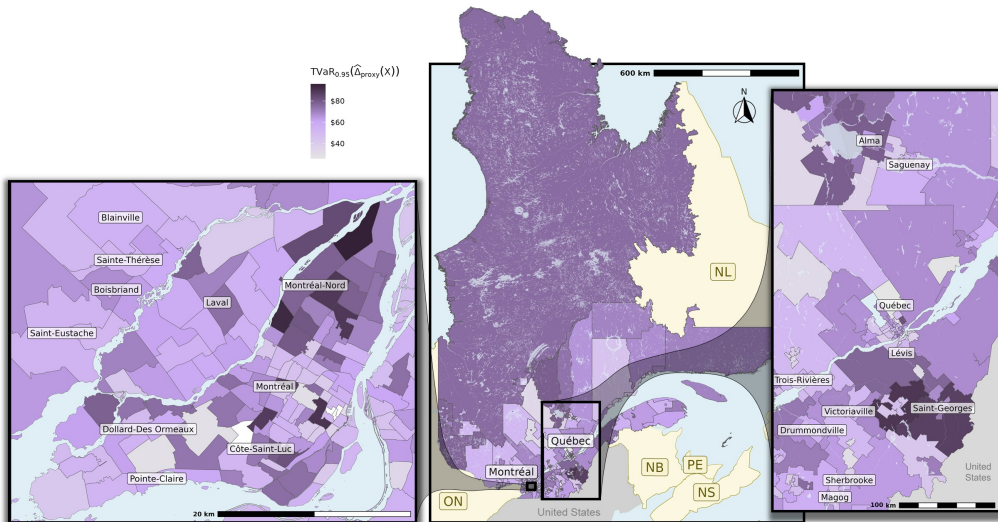 TVaR0.95(Δ̂proxy(X))
$80
$60
$40
600 km
N
NL
Québec
Montréal
NB
PE
NS
ON
United States
Blainville
Sainte-Thérèse
Boisbriand
Laval
Montréal-Nord
Saint-Eustache
Montréal
Dollard-Des Ormeaux
Côte-Saint-Luc
Pointe-Claire
20 km
Alma
Saguenay
Québec
Lévis
Trois-Rivières
Victoriaville
Saint-Georges
Drummondville
Sherbrooke
Magog
United
States
100 km